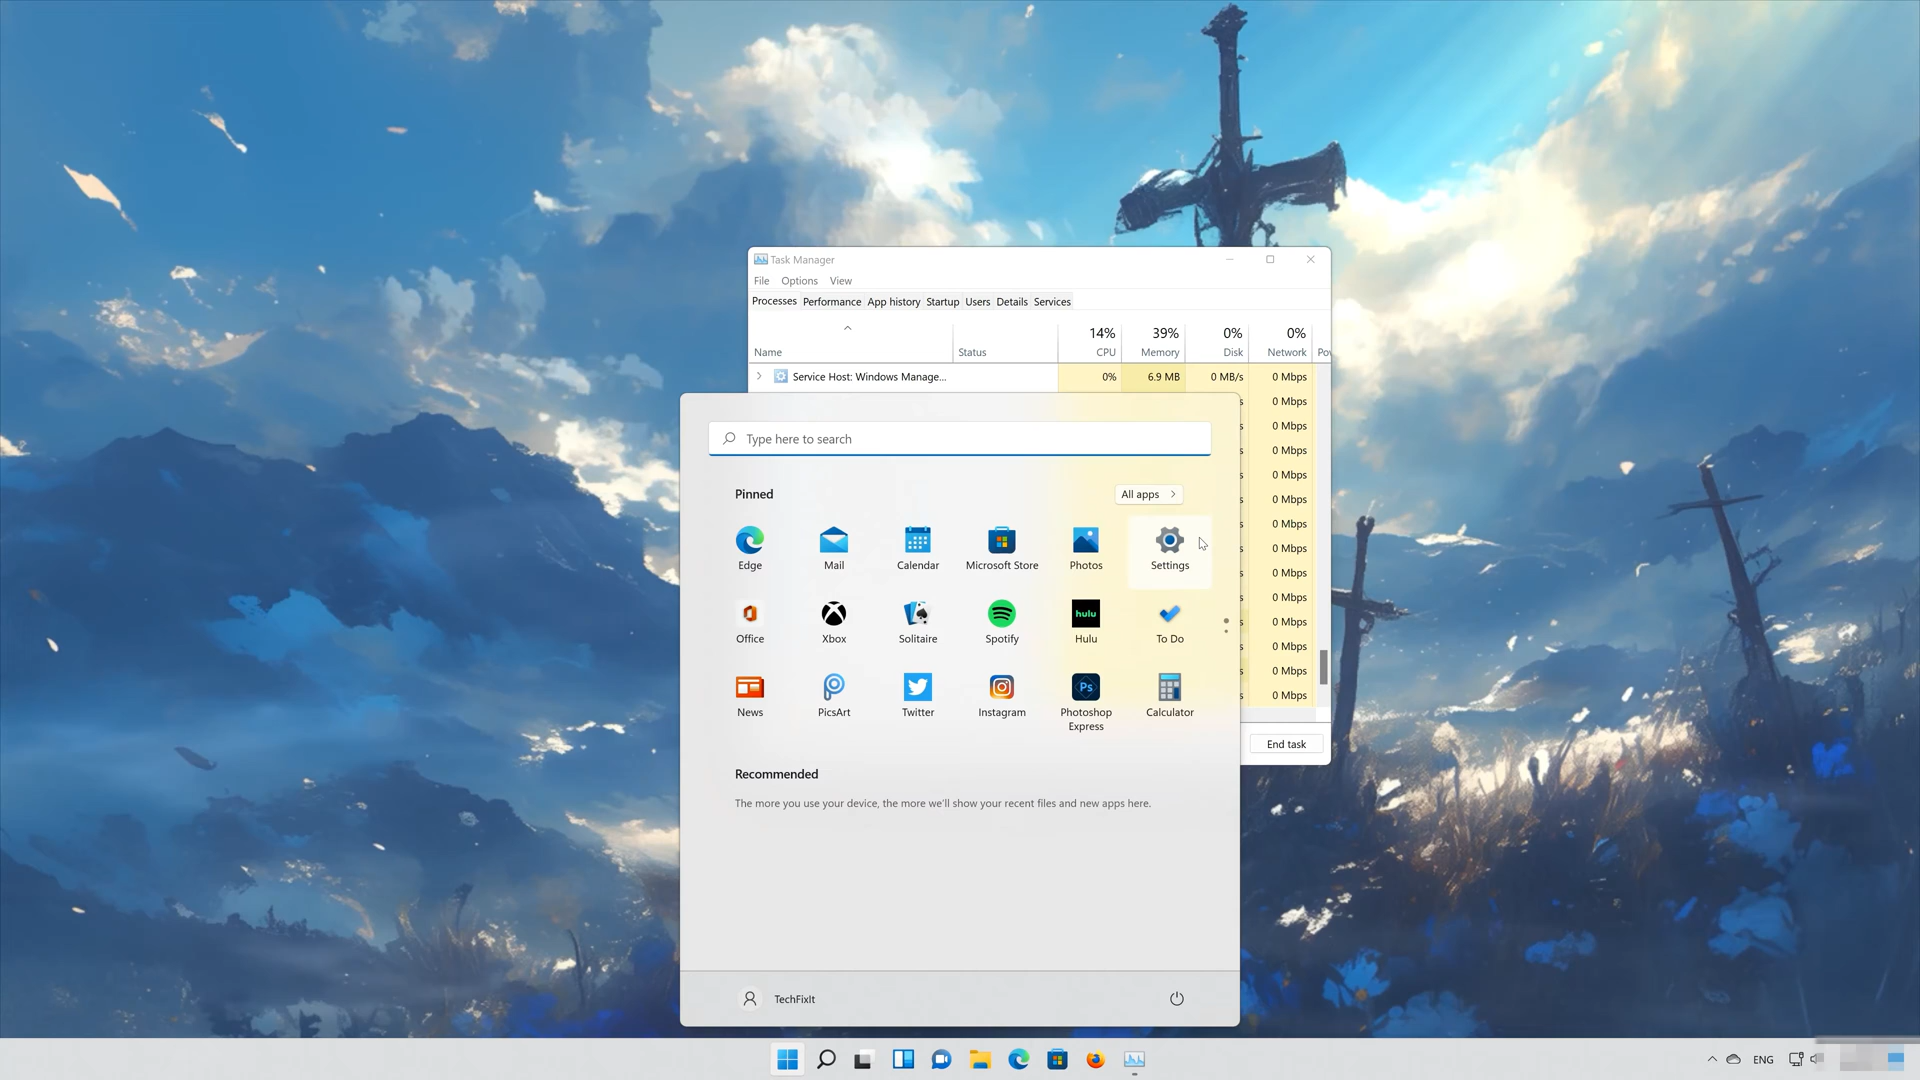 Task Manager
File Options View
Processes Performance App history Startup Users Details Services
14% 39% 0% 0%
Name Status CPU Memory Disk Network
Service Host: Windows Manage... 0% 6.9 MB 0 MB/s 0 Mbps
0 Mbps
0 Mbps
0 Mbps
0 Mbps
0 Mbps
0 Mbps
0 Mbps
0 Mbps
0 Mbps
0 Mbps
0 Mbps
0 Mbps
0 Mbps
End task
Type here to search
Pinned All apps
Edge Mail Calendar Microsoft Store Photos Settings
hulu
Office Xbox Solitaire Spotify Hulu To Do
Ps
News PicsArt Twitter Instagram Photoshop Express Calculator
Recommended
The more you use your device, the more we'll show your recent files and new apps here.
TechFixIt
ENG